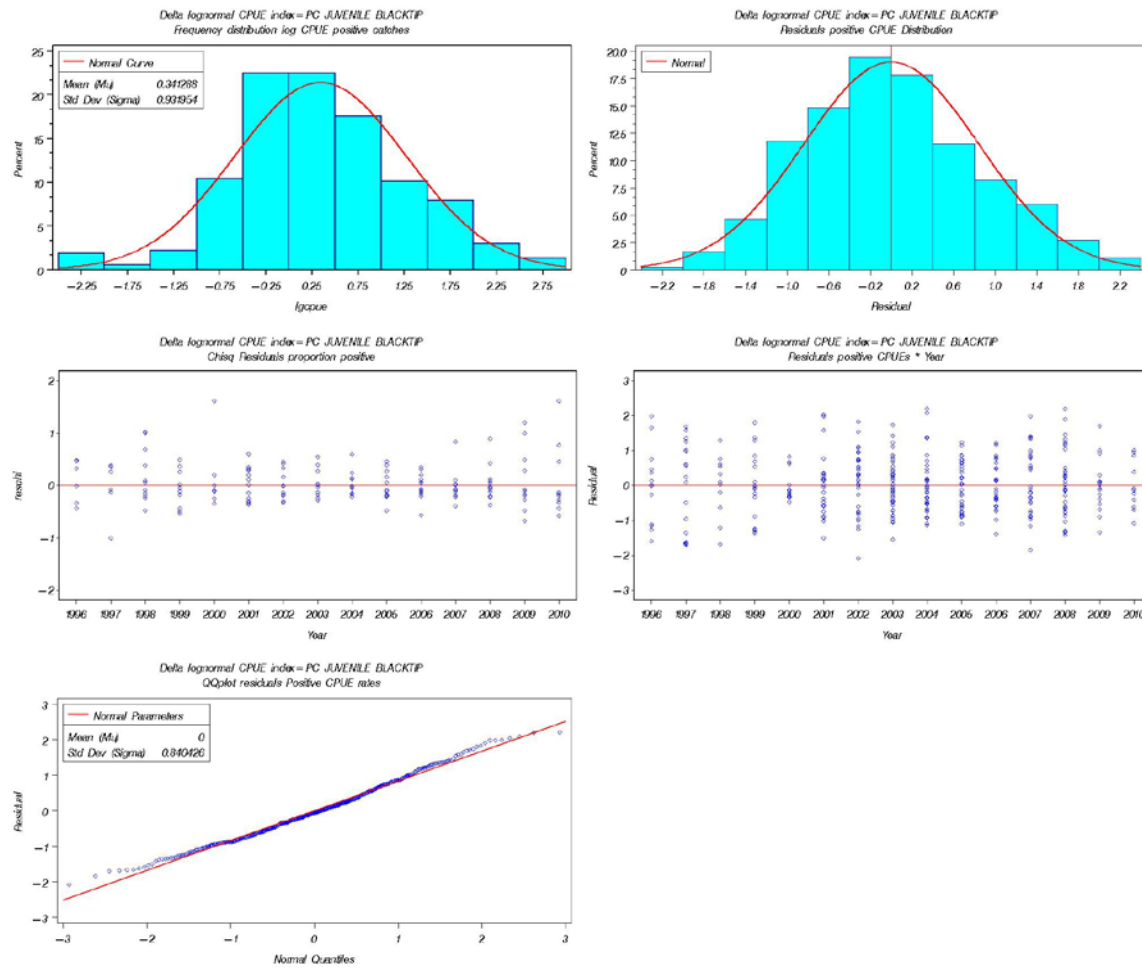 Delta lognormal CPUE index=PC JUVENILE BLACKTIP
Frequency distribution log CPUE positive catches
25
20
15
10
5
0
Percent
Normal Curve
Mean (Mu) 0.341288
Std Dev (Sigma) 0.931954
-2.25 -1.75 -1.25 -0.75 -0.25 0.25 0.75 1.25 1.75 2.25 2.75
lgcpue
Delta lognormal CPUE index=PC JUVENILE BLACKTIP
Residuals positive CPUE Distribution
20.0
17.5
15.0
12.5
10.0
7.5
5.0
2.5
0
Percent
Normal
-2.2 -1.8 -1.4 -1.0 -0.6 -0.2 0.2 0.6 1.0 1.4 1.8 2.2
Residual
Delta lognormal CPUE index=PC JUVENILE BLACKTIP
Chisq Residuals proportion positive
2
1
0
-1
-2
reschi
1996 1997 1998 1999 2000 2001 2002 2003 2004 2005 2006 2007 2008 2009 2010
Year
Delta lognormal CPUE index=PC JUVENILE BLACKTIP
Residuals positive CPUEs * Year
3
2
1
0
-1
-2
-3
Residual
1996 1997 1998 1999 2000 2001 2002 2003 2004 2005 2006 2007 2008 2009 2010
Year
Delta lognormal CPUE index=PC JUVENILE BLACKTIP
QQplot residuals Positive CPUE rates
3
2
1
0
-1
-2
-3
Residual
Normal Parameters
Mean (Mu) 0
Std Dev (Sigma) 0.840426
-3 -2 -1 0 1 2 3
Normal Quantiles